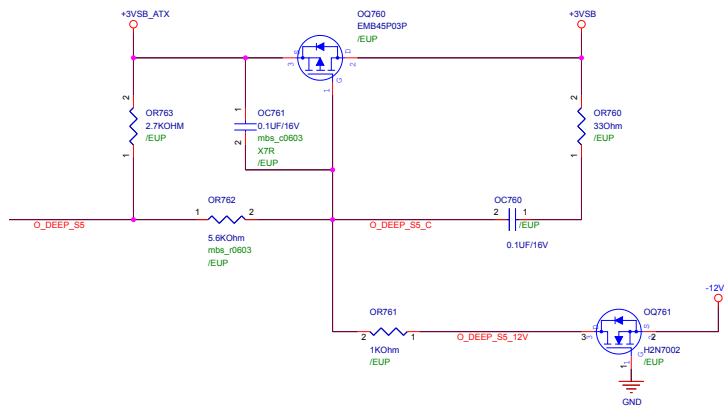 +3VSB_ATX
OQ760
EMB45P03P
/EUP
+3VSB
S
D
3
2
G
1
2
OR763
2.7KOHM
/EUP
1
1
OC761
0.1UF/16V
2
mbs_c0603
X7R
/EUP
2
OR760
33Ohm
/EUP
1
O_DEEP_S5
OR762
1
2
5.6KOhm
mbs_r0603
/EUP
O_DEEP_S5_C
OC760
2
1
/EUP
0.1UF/16V
-12V
OR761
2
1
1KOhm
/EUP
O_DEEP_S5_12V
OQ761
3
D
S
2
H2N7002
G
1
/EUP
GND